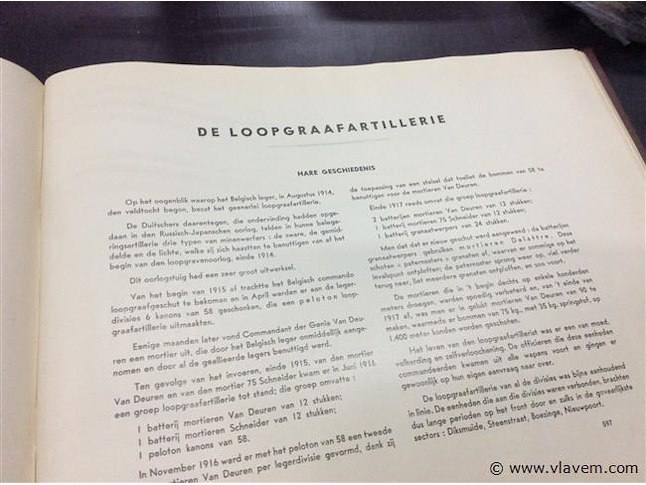 DE LOOPGRAAFARTILLERIE
HARE GESCHIEDENIS
Op het oogenblik waarop het Belgisch leger, in Augustus 1914,
den veldtocht begon, bezat het geenerlei loopgraafartillerie.
De Duitschers daarentegen, die ondervinding hadden opge-
daan in den Russisch-Japanschen oorlog, telden in hunne belege-
ringsartillerie drie typen van minenwerfers : de zware, de gemid-
delde en de lichte, welke zij zich haastten te benuttigen van af het
begin van den loopgravenoorlog, einde 1914.
Dit oorlogstuig had een zeer groot uitwerksel.
Van het begin van 1915 af trachtte het Belgisch commando
loopgraafgeschut te bekomen en in April werden er aan de leger-
divisies 6 kanons van 58 geschonken, die een peloton loop-
graafartillerie uitmaakten.
Eenige maanden later vond Commandant der Genie Van Deu-
ren een mortier uit, die door het Belgisch leger onmiddellijk aange-
nomen en door al de geallieerde legers benuttigd werd.
Ten gevolge van het invoeren, einde 1915, van den mortier
Van Deuren en van den mortier 75 Schneider kwam er in Juni 1916
een groep loopgraafartillerie tot stand; die groep omvatte :
1 batterij mortieren Van Deuren van 12 stukken;
1 batterij mortieren Schneider van 12 stukken;
1 peloton kanons van 58.
In November 1916 werd er met het peloton van 58 een tweede
mortieren Van Deuren per legerdivisie gevormd, dank zij
de toepassing van een stelsel dat toeliet de bommen van 58 te
benuttigen voor de mortieren Van Deuren.
Einde 1917 reeds omvat die groep loopgraafartillerie :
2 batterijen mortieren Van Deuren van 12 stukken;
1 batterij mortieren 75 Schneider van 12 stukken;
1 batterij granaatwerpers van 24 stukken.
Men ziet dat er nieuw geschut werd aangewend : de batterij
granaatwerpers gebruiken mortieren Delattre. Deze
schoten « paternosters » granaten af, waarvan er sommige op het
invalspunt ontploften; de paternoster sprong weer op, viel verder
terug neer, liet meerdere granaten ontploffen, en zoo voort.
De mortieren die in 't begin slechts op enkele honderden
meters droegen, werden spoedig verbeterd en, van 't einde van
1917 af, was men er in gelukt mortieren Van Deuren van 90 te
maken, waarmede er bommen van 75 kg., met 35 kg. springstof, op
1.400 meter konden worden geschoten.
Het leven van den loopgraafartillerist was er een van moed,
volharding en zelfverloochening. De officieren die deze eenheden
commandeerden kwamen uit alle wapens voort en gingen er
gewoonlijk op hun eigen aanvraag naar over.
De loopgraafartillerie van al de divisies was bijna aanhoudend
in linie. De eenheden die aan die divisies waren verbonden, brachten
dus lange perioden op het front door en zulks in de gevaarlijkste
sectors : Diksmuide, Steenstraat, Boezinge, Nieuwpoort.
597
© www.vlavem.com